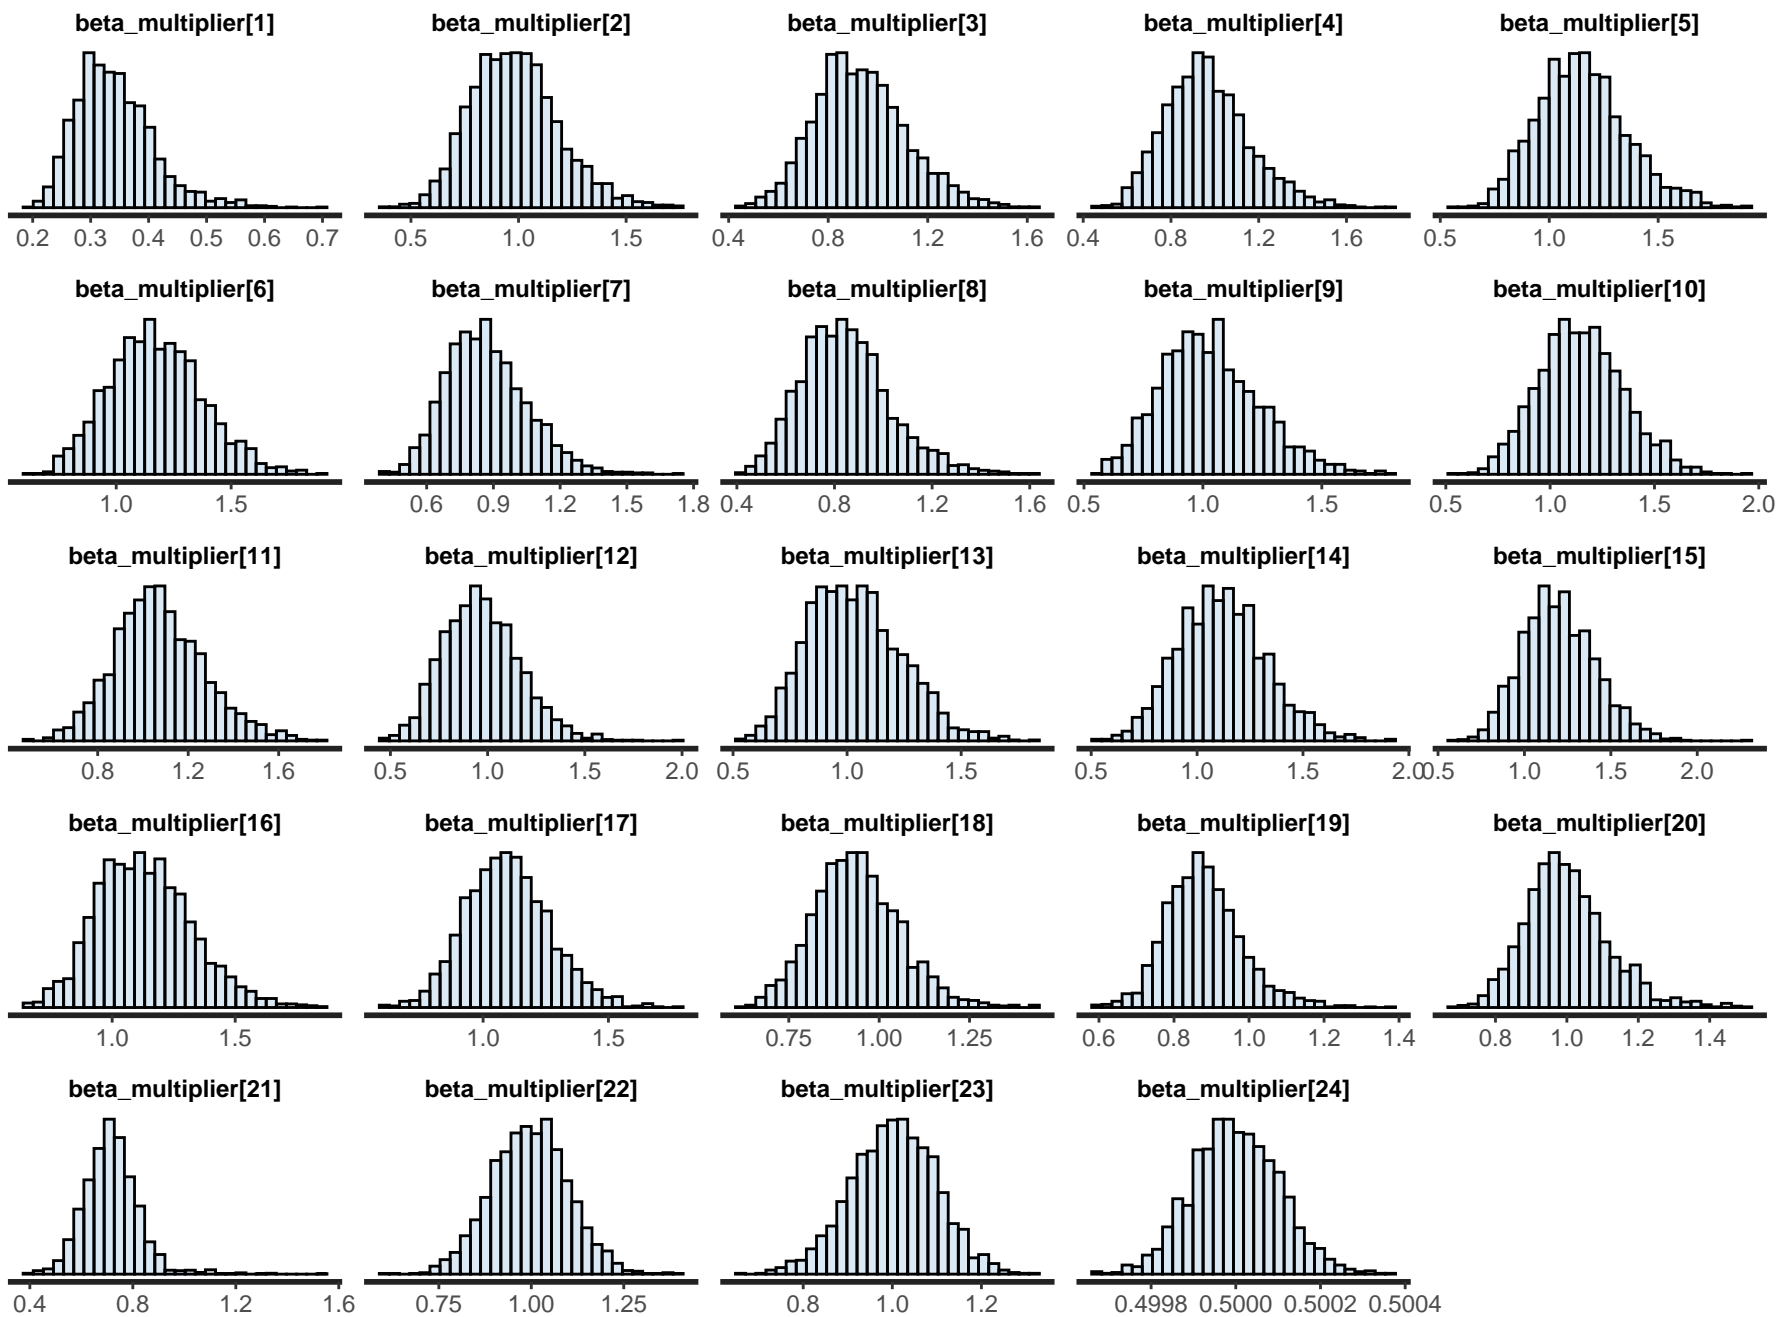 beta_multiplier[1] beta_multiplier[2] beta_multiplier[3] beta_multiplier[4] beta_multiplier[5]
0.2 0.3 0.4 0.5 0.6 0.7 0.5 1.0 1.5 0.4 0.8 1.2 1.6 0.4 0.8 1.2 1.6 0.5 1.0 1.5
beta_multiplier[6] beta_multiplier[7] beta_multiplier[8] beta_multiplier[9] beta_multiplier[10]
1.0 1.5 0.6 0.9 1.2 1.5 1.8 0.4 0.8 1.2 1.6 0.5 1.0 1.5 0.5 1.0 1.5 2.0
beta_multiplier[11] beta_multiplier[12] beta_multiplier[13] beta_multiplier[14] beta_multiplier[15]
0.8 1.2 1.6 0.5 1.0 1.5 2.0 0.5 1.0 1.5 0.5 1.0 1.5 2.0 0.5 1.0 1.5 2.0
beta_multiplier[16] beta_multiplier[17] beta_multiplier[18] beta_multiplier[19] beta_multiplier[20]
1.0 1.5 1.0 1.5 0.75 1.00 1.25 0.6 0.8 1.0 1.2 1.4 0.8 1.0 1.2 1.4
beta_multiplier[21] beta_multiplier[22] beta_multiplier[23] beta_multiplier[24]
0.4 0.8 1.2 1.6 0.75 1.00 1.25 0.8 1.0 1.2 0.4998 0.5000 0.5002 0.5004